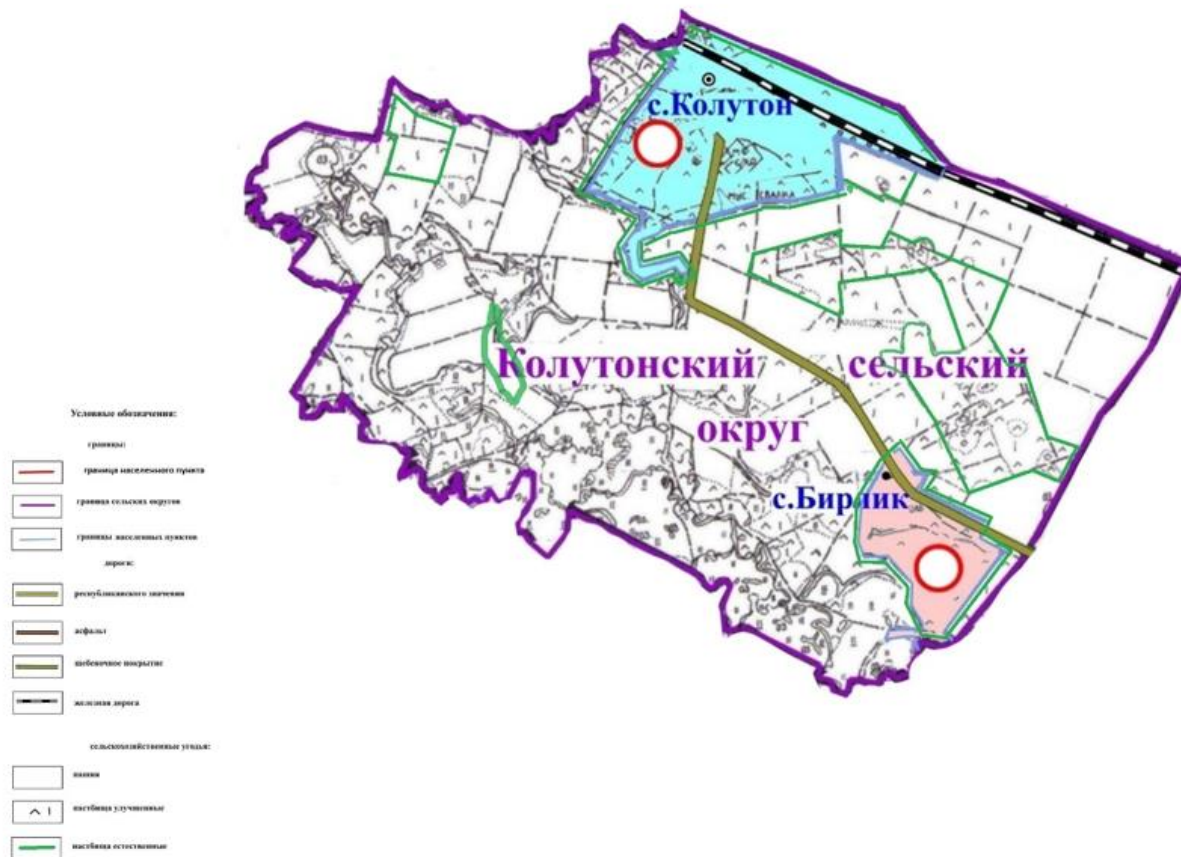 с.Колутон
Колутонский сельский
округ
с.Бирлик
Условные обозначения:
границы:
граница населенного пункта
граница сельских округов
границы населенных пунктов
дороги:
республиканского значения
асфальт
щебеночное покрытие
железная дорога
сельскохозяйственные угодья:
пашни
пастбища улучшенные
пастбища естественные